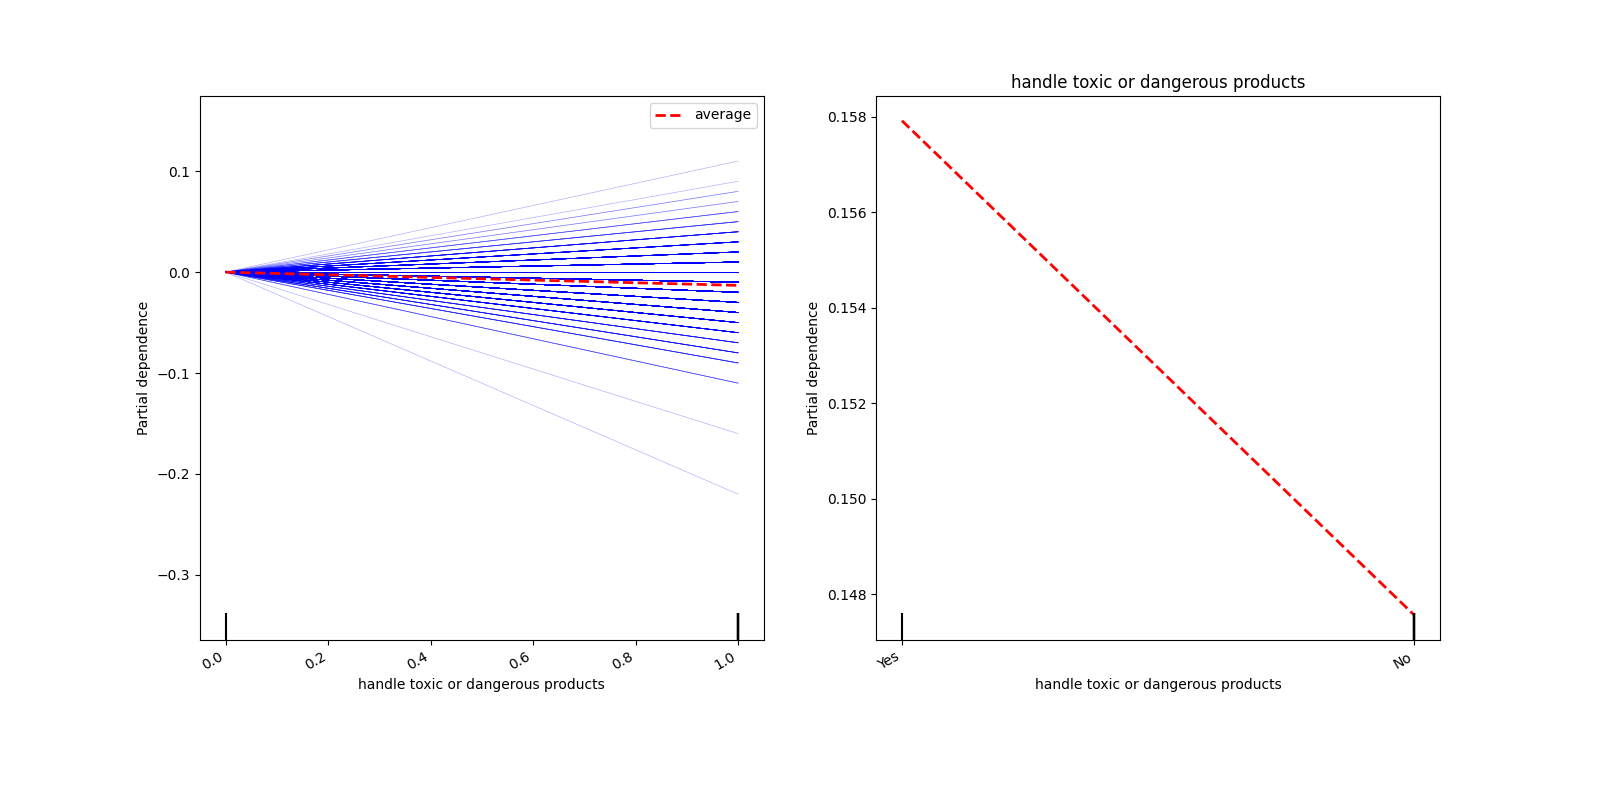 average
0.1
0.0
−0.1
−0.2
−0.3
Partial dependence
0.0
0.2
0.4
0.6
0.8
1.0
handle toxic or dangerous products
handle toxic or dangerous products
0.158
0.156
0.154
0.152
0.150
0.148
Partial dependence
Yes
No
handle toxic or dangerous products